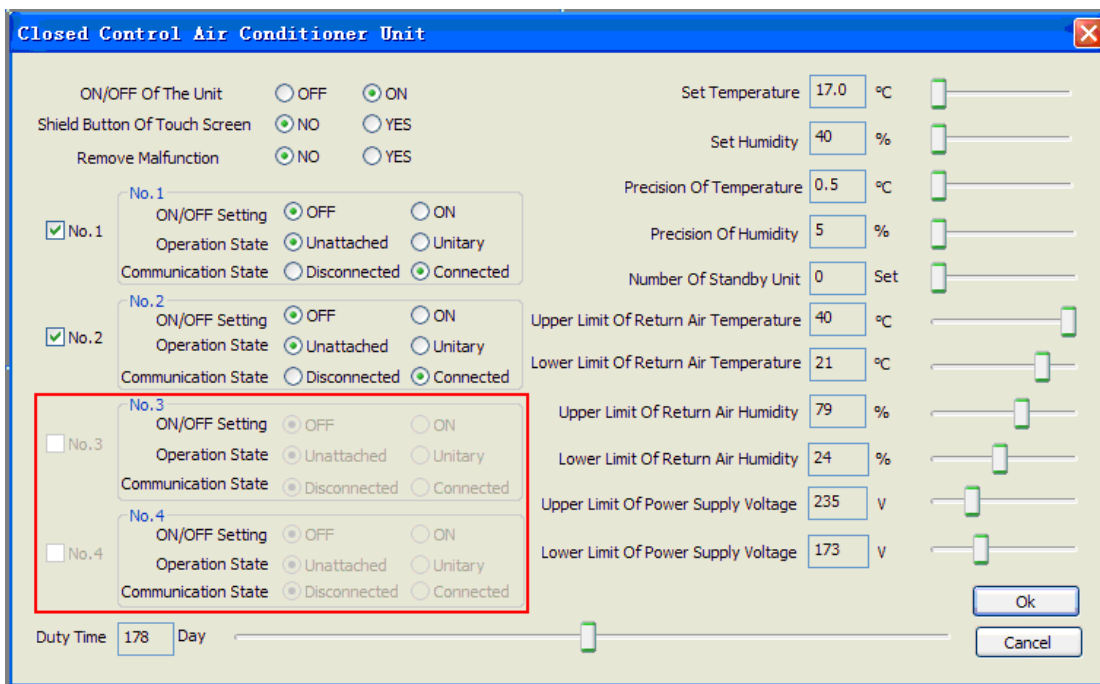 Closed Control Air Conditioner Unit
ON/OFF Of The Unit OFF ON
Shield Button Of Touch Screen NO YES
Remove Malfunction NO YES
No.1
No.1
ON/OFF Setting OFF ON
Operation State Unattached Unitary
Communication State Disconnected Connected
No.2
No.2
ON/OFF Setting OFF ON
Operation State Unattached Unitary
Communication State Disconnected Connected
No.3
No.3
ON/OFF Setting OFF ON
Operation State Unattached Unitary
Communication State Disconnected Connected
No.4
No.4
ON/OFF Setting OFF ON
Operation State Unattached Unitary
Communication State Disconnected Connected
Duty Time 178 Day
Set Temperature 17.0 ºC
Set Humidity 40 %
Precision Of Temperature 0.5 ºC
Precision Of Humidity 5 %
Number Of Standby Unit 0 Set
Upper Limit Of Return Air Temperature 40 ºC
Lower Limit Of Return Air Temperature 21 ºC
Upper Limit Of Return Air Humidity 79 %
Lower Limit Of Return Air Humidity 24 %
Upper Limit Of Power Supply Voltage 235 V
Lower Limit Of Power Supply Voltage 173 V
Ok
Cancel